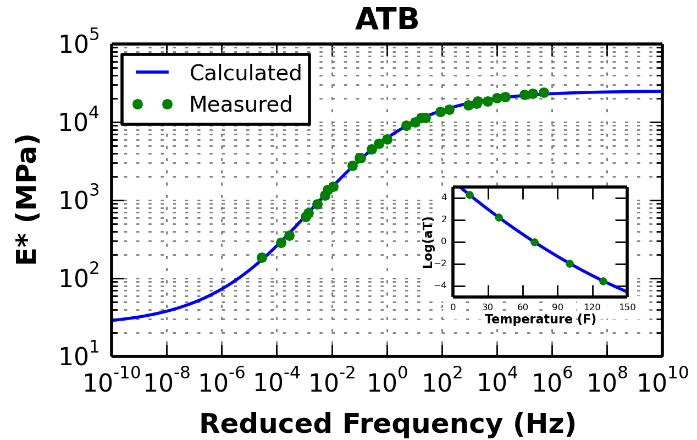 ATB
10^5
10^4
10^3
10^2
10^1
E* (MPa)
Calculated
Measured
4
2
0
−2
−4
Log(aT)
0 30 60 90 120 150
Temperature (F)
10^-10 10^-8 10^-6 10^-4 10^-2 10^0 10^2 10^4 10^6 10^8 10^10
Reduced Frequency (Hz)